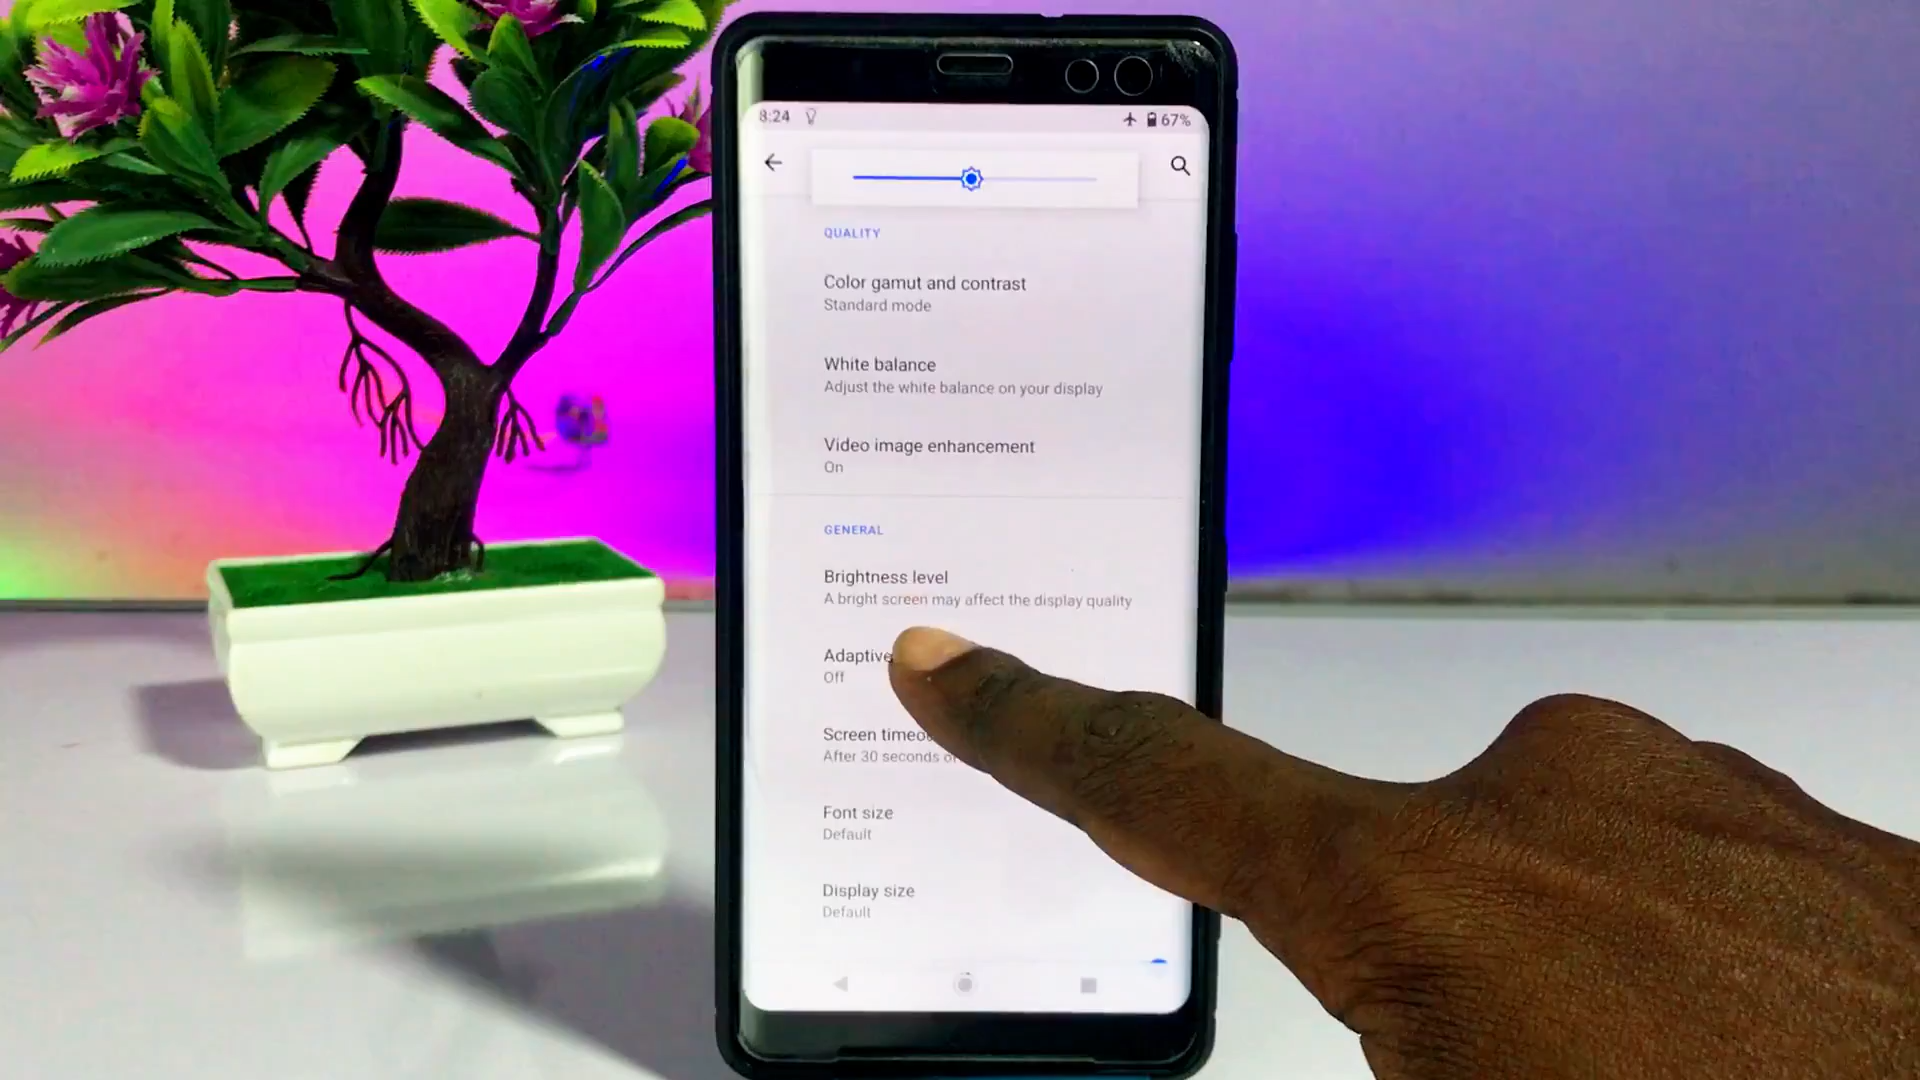 8:24 67%
QUALITY
Color gamut and contrast
Standard mode
White balance
Adjust the white balance on your display
Video image enhancement
On
GENERAL
Brightness level
A bright screen may affect the display quality
Adaptive
Off
Screen
After 30 seconds
Font size
Default
Display size
Default